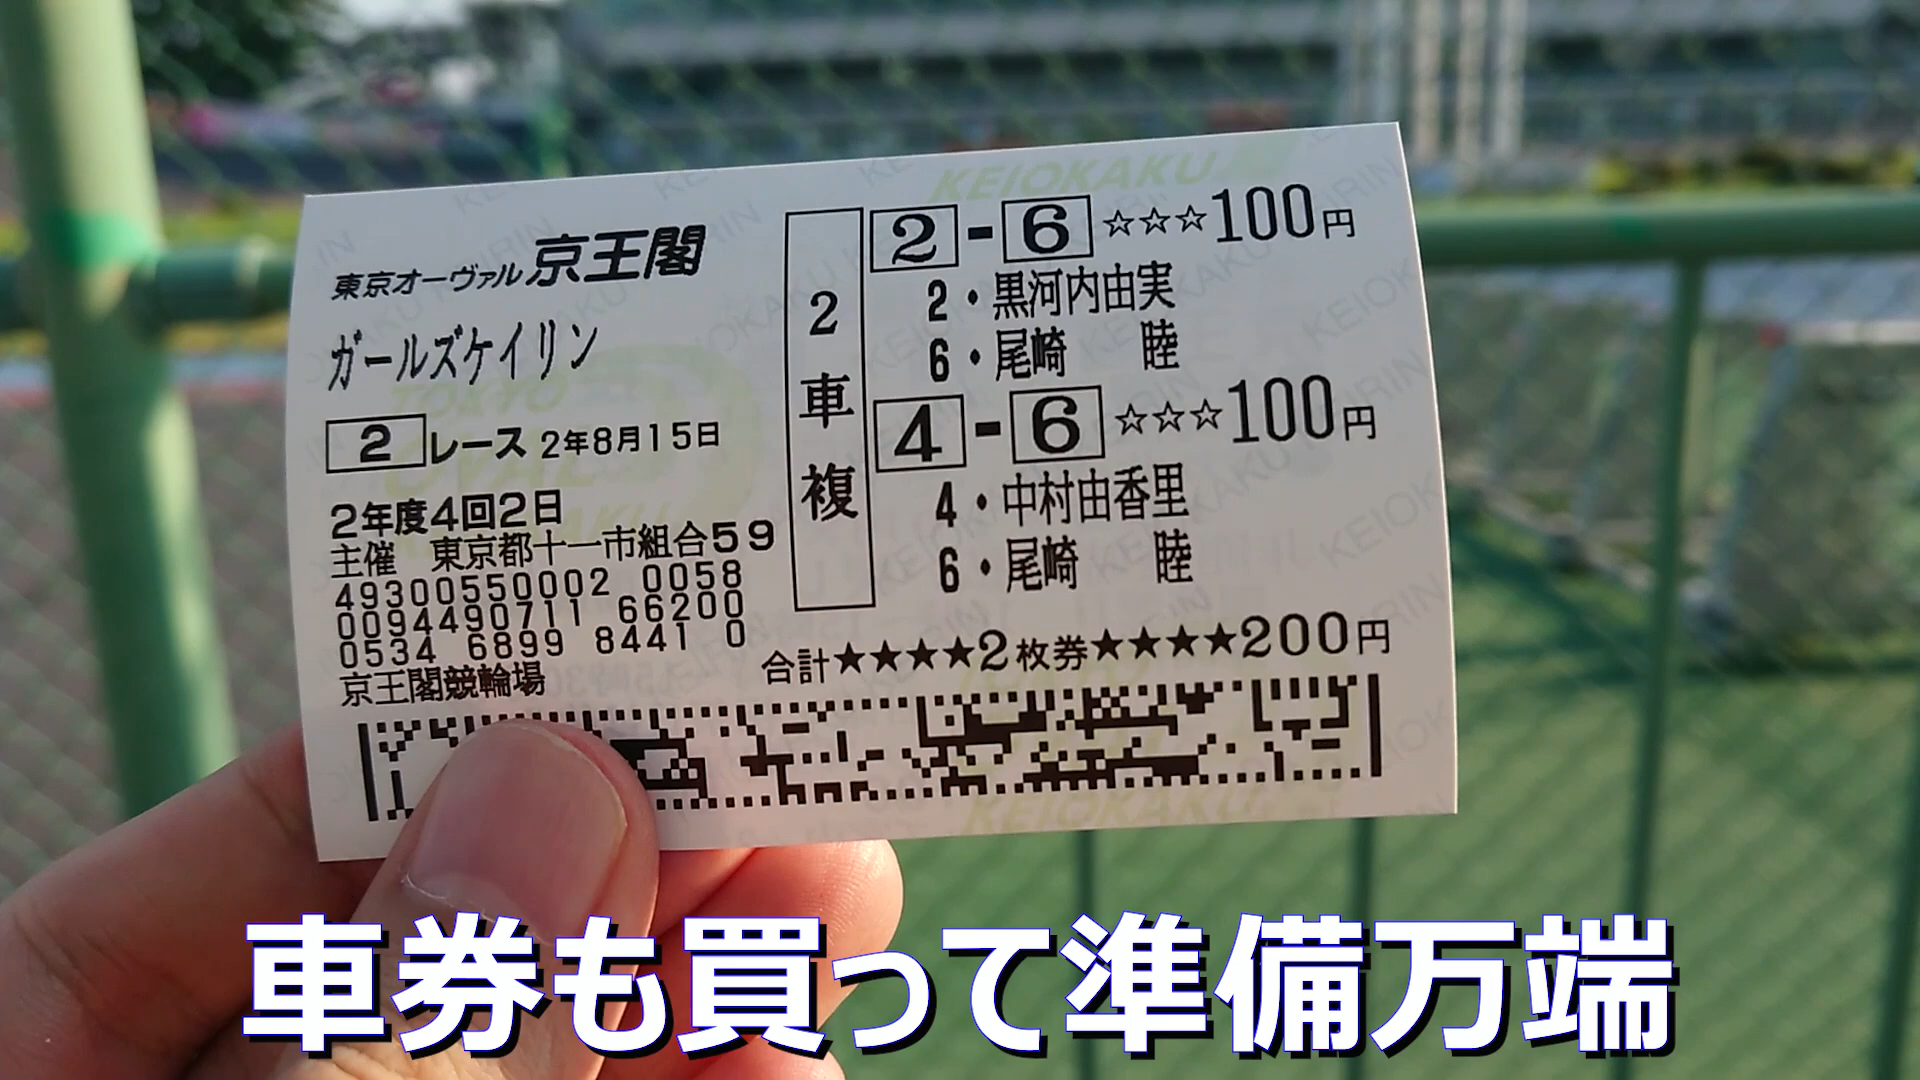 東京オーヴァル京王閣
ガールズケイリン
2レース 2年8月15日
2年度4回2日
主催 東京都十一市組合59
49300550002 0058
0094490711 66200
0534 6899 8441 0
京王閣競輪場
2車複
2-6☆☆☆100円
2・黒河内由実
6・尾崎 睦
4-6☆☆☆100円
4・中村由香里
6・尾崎 睦
合計★★★★2枚券★★★★200円
KEIOKAKU
TOKYO
OVAL
KEIOKAKU
車券も買って準備万端